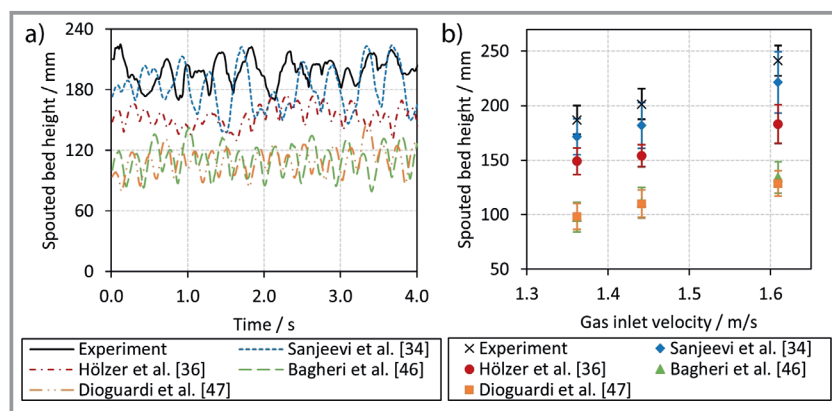 a)
Spouted bed height / mm
240
180
120
60
0
0.0 1.0 2.0 3.0 4.0
Time / s
Experiment Sanjeevi et al. [34]
Hölzer et al. [36] Bagheri et al. [46]
Dioguardi et al. [47]
b)
Spouted bed height / mm
250
200
150
100
50
1.3 1.4 1.5 1.6
Gas inlet velocity / m/s
Experiment Sanjeevi et al. [34]
Hölzer et al. [36] Bagheri et al. [46]
Dioguardi et al. [47]